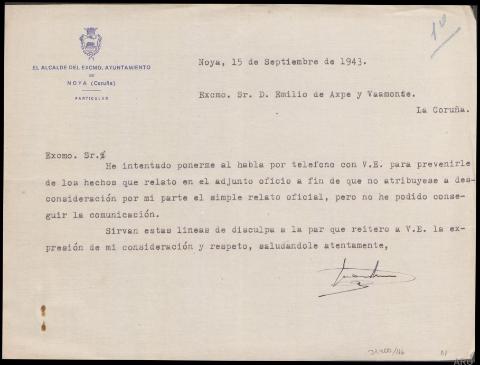 10
EL ALCALDE DEL EXCMO. AYUNTAMIENTO
DE
NOYA (Coruña)
PARTICULAR
Noya, 15 de Septiembre de 1943.
Excmo. Sr. D. Emilio de Axpe y Vaamonde.
La Coruña.
Excmo. Sr.
He intentado ponerme al habla por telefono con V.E. para prevenirle
de los hechos que relato en el adjunto oficio a fin de que no atribuyese a des-
consideración por mi parte el simple relato oficial, pero no he podido conse-
guir la comunicación.
Sirvan estas lineas de disculpa a la par que reitero a V.E. la ex-
presión de mi consideración y respeto, saludandole atentamente,